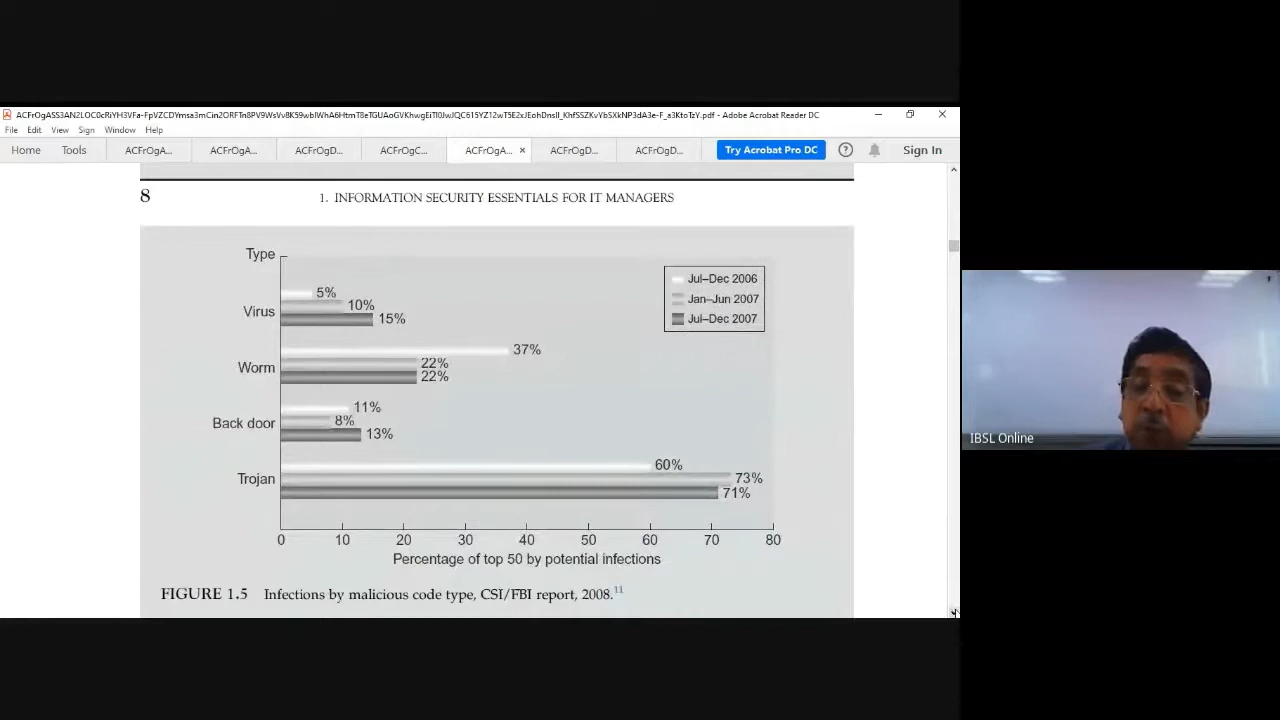 Adobe Acrobat Reader DC
File Edit View Sign Window Help
Home Tools ACFrOgA... ACFrOgA... ACFrOgD... ACFrOgC... ACFrOgA... × ACFrOgD... ACFrOgD... Try Acrobat Pro DC Sign In
8 1. INFORMATION SECURITY ESSENTIALS FOR IT MANAGERS
Type
Jul–Dec 2006
Jan–Jun 2007
Jul–Dec 2007
Virus
5%
10%
15%
Worm
37%
22%
22%
Back door
11%
8%
13%
Trojan
60%
73%
71%
0 10 20 30 40 50 60 70 80
Percentage of top 50 by potential infections
FIGURE 1.5 Infections by malicious code type, CSI/FBI report, 2008.11
IBSL Online